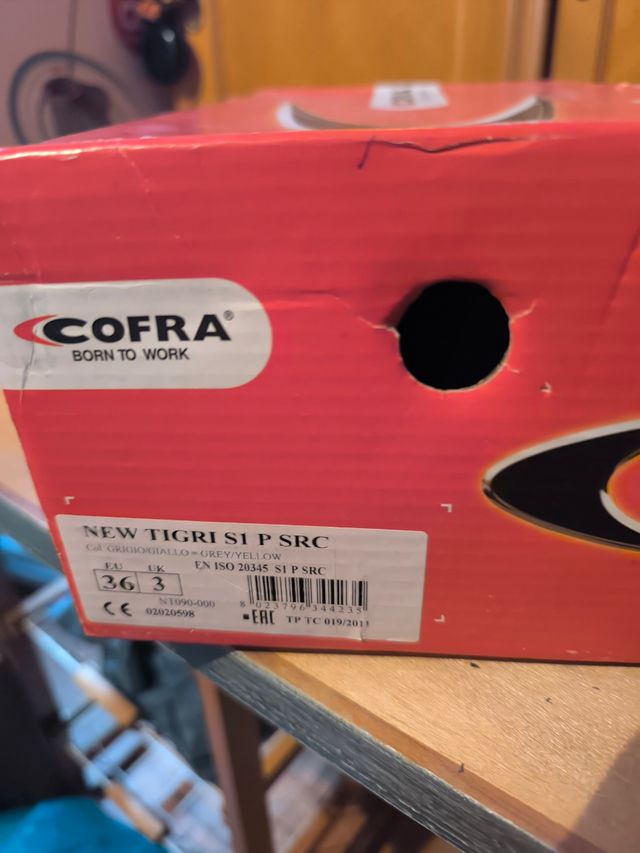 COFRA®
BORN TO WORK
NEW TIGRI S1 P SRC
Col. GRIGIO/GIALLO = GREY/YELLOW
EN ISO 20345 S1 P SRC
EU UK
36 3
NT090-000
02020598
CE
8 023796 344235
EAC TP TC 019/2011